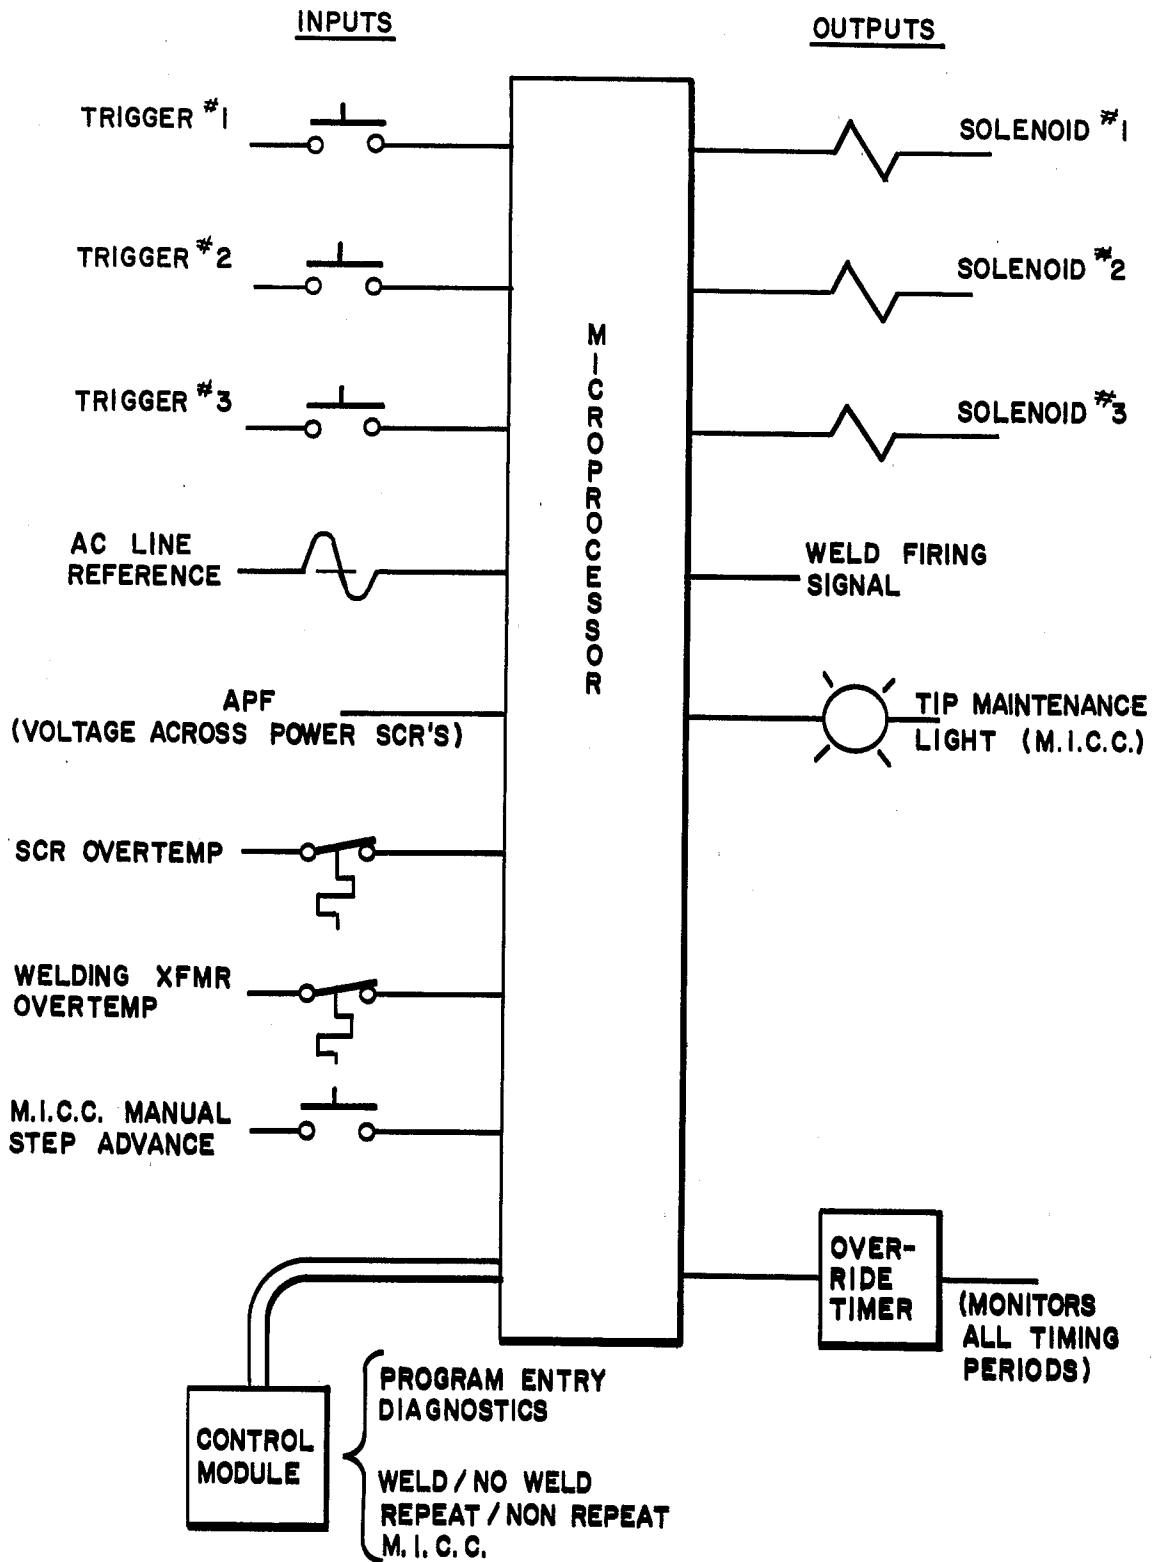 INPUTS
OUTPUTS
TRIGGER #1
SOLENOID #1
TRIGGER #2
SOLENOID #2
TRIGGER #3
SOLENOID #3
MICROPROCESSOR
AC LINE
REFERENCE
WELD FIRING
SIGNAL
APF
(VOLTAGE ACROSS POWER SCR'S)
TIP MAINTENANCE
LIGHT (M.I.C.C.)
SCR OVERTEMP
WELDING XFMR
OVERTEMP
M.I.C.C. MANUAL
STEP ADVANCE
OVER-
RIDE
TIMER
(MONITORS
ALL TIMING
PERIODS)
CONTROL
MODULE
PROGRAM ENTRY
DIAGNOSTICS
WELD / NO WELD
REPEAT / NON REPEAT
M.I.C.C.